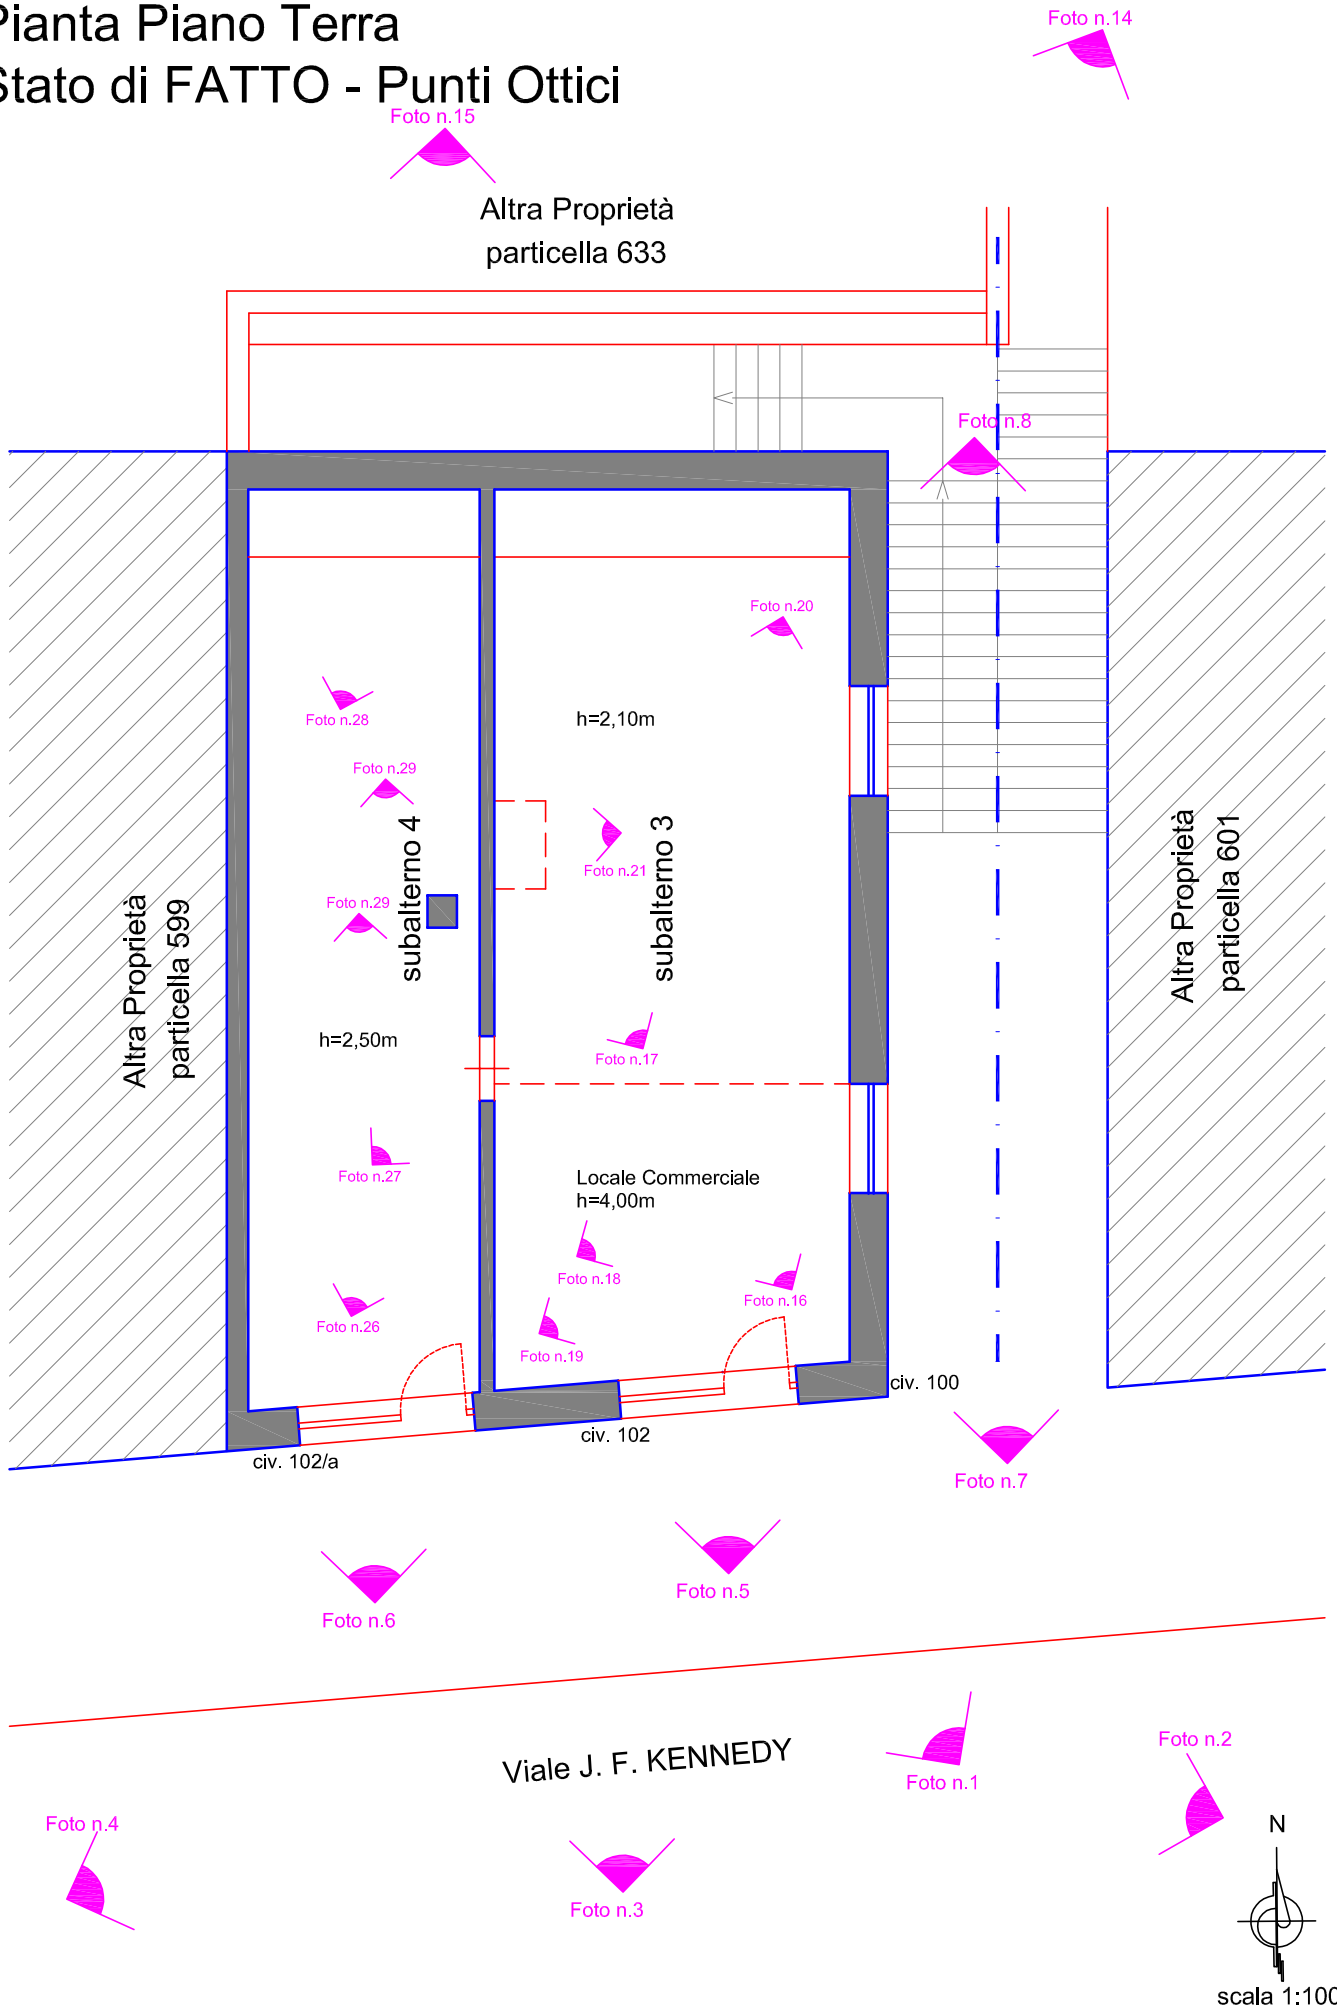 Pianta Piano Terra
Stato di FATTO - Punti Ottici
Foto n.14
Foto n.15
Altra Proprietà
particella 633
Foto n.8
Foto n.20
Foto n.28
h=2,10m
Foto n.29
subalterno 4
subalterno 3
Foto n.21
Foto n.29
Altra Proprietà
particella 599
Altra Proprietà
particella 601
h=2,50m
Foto n.17
Foto n.27
Locale Commerciale
h=4,00m
Foto n.18
Foto n.16
Foto n.26
Foto n.19
civ. 100
civ. 102
civ. 102/a
Foto n.7
Foto n.5
Foto n.6
Viale J. F. KENNEDY
Foto n.2
Foto n.1
Foto n.4
N
Foto n.3
scala 1:100